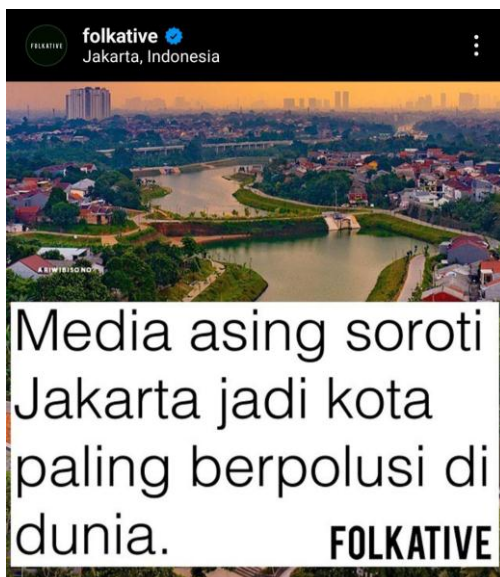 FOLKATIVE
folkative
Jakarta, Indonesia
ARIWIBISONO
Media asing soroti
Jakarta jadi kota
paling berpolusi di
dunia.
FOLKATIVE